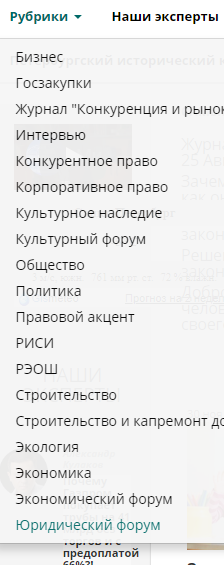 Рубрики Наши эксперты
Бизнес
Госзакупки
Журнал "Конкуренция и рынок
Интервью
Конкурентное право
Корпоративное право
Культурное наследие
Культурный форум
Общество
Политика
Правовой акцент
РИСИ
РЭОШ
Строительство
Строительство и капремонт до
Экология
Экономика
Экономический форум
Юридический форум
торгов и с
предоплатой
66%?!